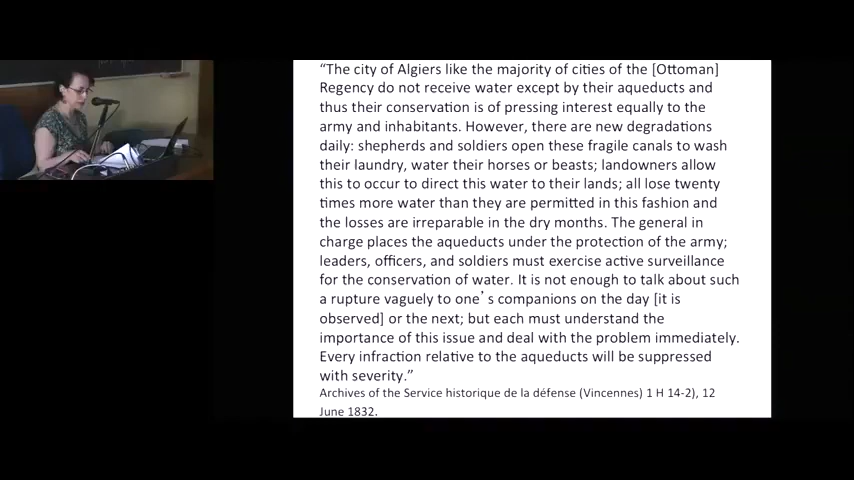 “The city of Algiers like the majority of cities of the [Ottoman]
Regency do not receive water except by their aqueducts and
thus their conservation is of pressing interest equally to the
army and inhabitants. However, there are new degradations
daily: shepherds and soldiers open these fragile canals to wash
their laundry, water their horses or beasts; landowners allow
this to occur to direct this water to their lands; all lose twenty
times more water than they are permitted in this fashion and
the losses are irreparable in the dry months. The general in
charge places the aqueducts under the protection of the army;
leaders, officers, and soldiers must exercise active surveillance
for the conservation of water. It is not enough to talk about such
a rupture vaguely to one’s companions on the day [it is
observed] or the next; but each must understand the
importance of this issue and deal with the problem immediately.
Every infraction relative to the aqueducts will be suppressed
with severity.”
Archives of the Service historique de la défense (Vincennes) 1 H 14-2), 12
June 1832.